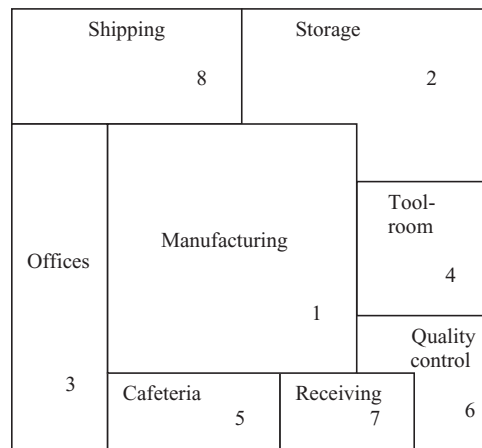 Shipping
8
Storage
2
Tool-
room
4
Offices
3
Manufacturing
1
Quality
control
6
Cafeteria
5
Receiving
7